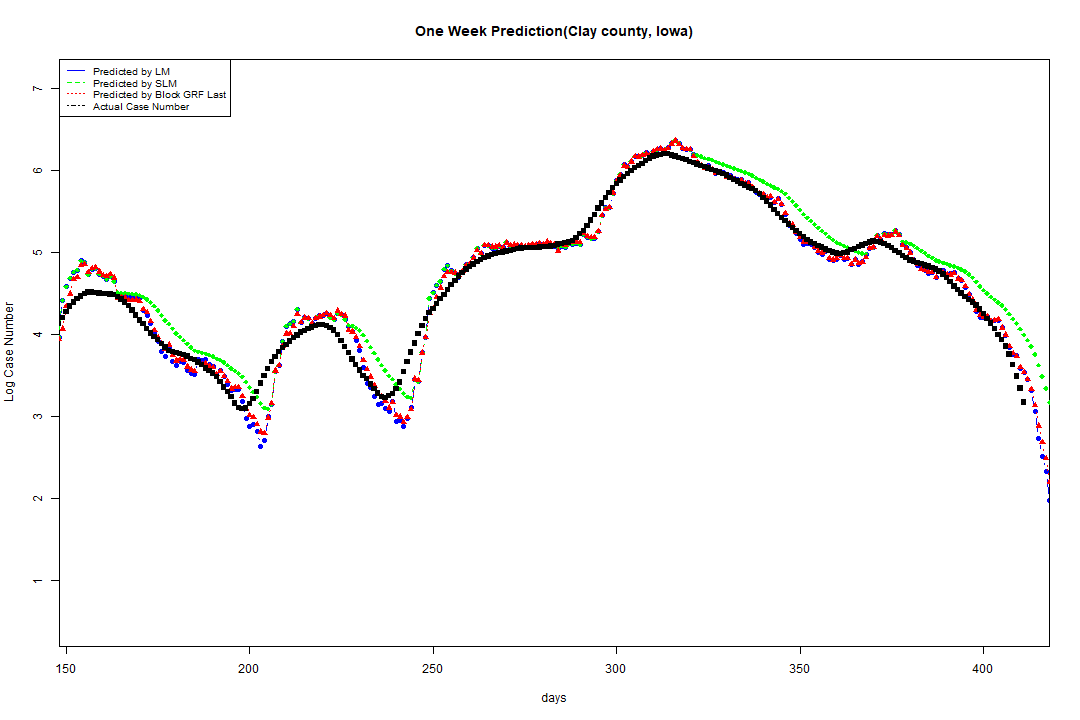 One Week Prediction(Clay county, Iowa)
Predicted by LM
Predicted by SLM
Predicted by Block GRF Last
Actual Case Number
Log Case Number
7
6
5
4
3
2
1
150 200 250 300 350 400
days